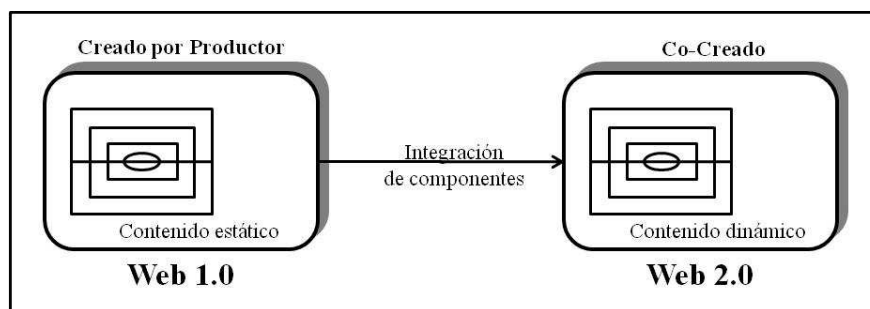 Creado por Productor
Co-Creado
Integración
de componentes
Contenido estático
Contenido dinámico
Web 1.0
Web 2.0